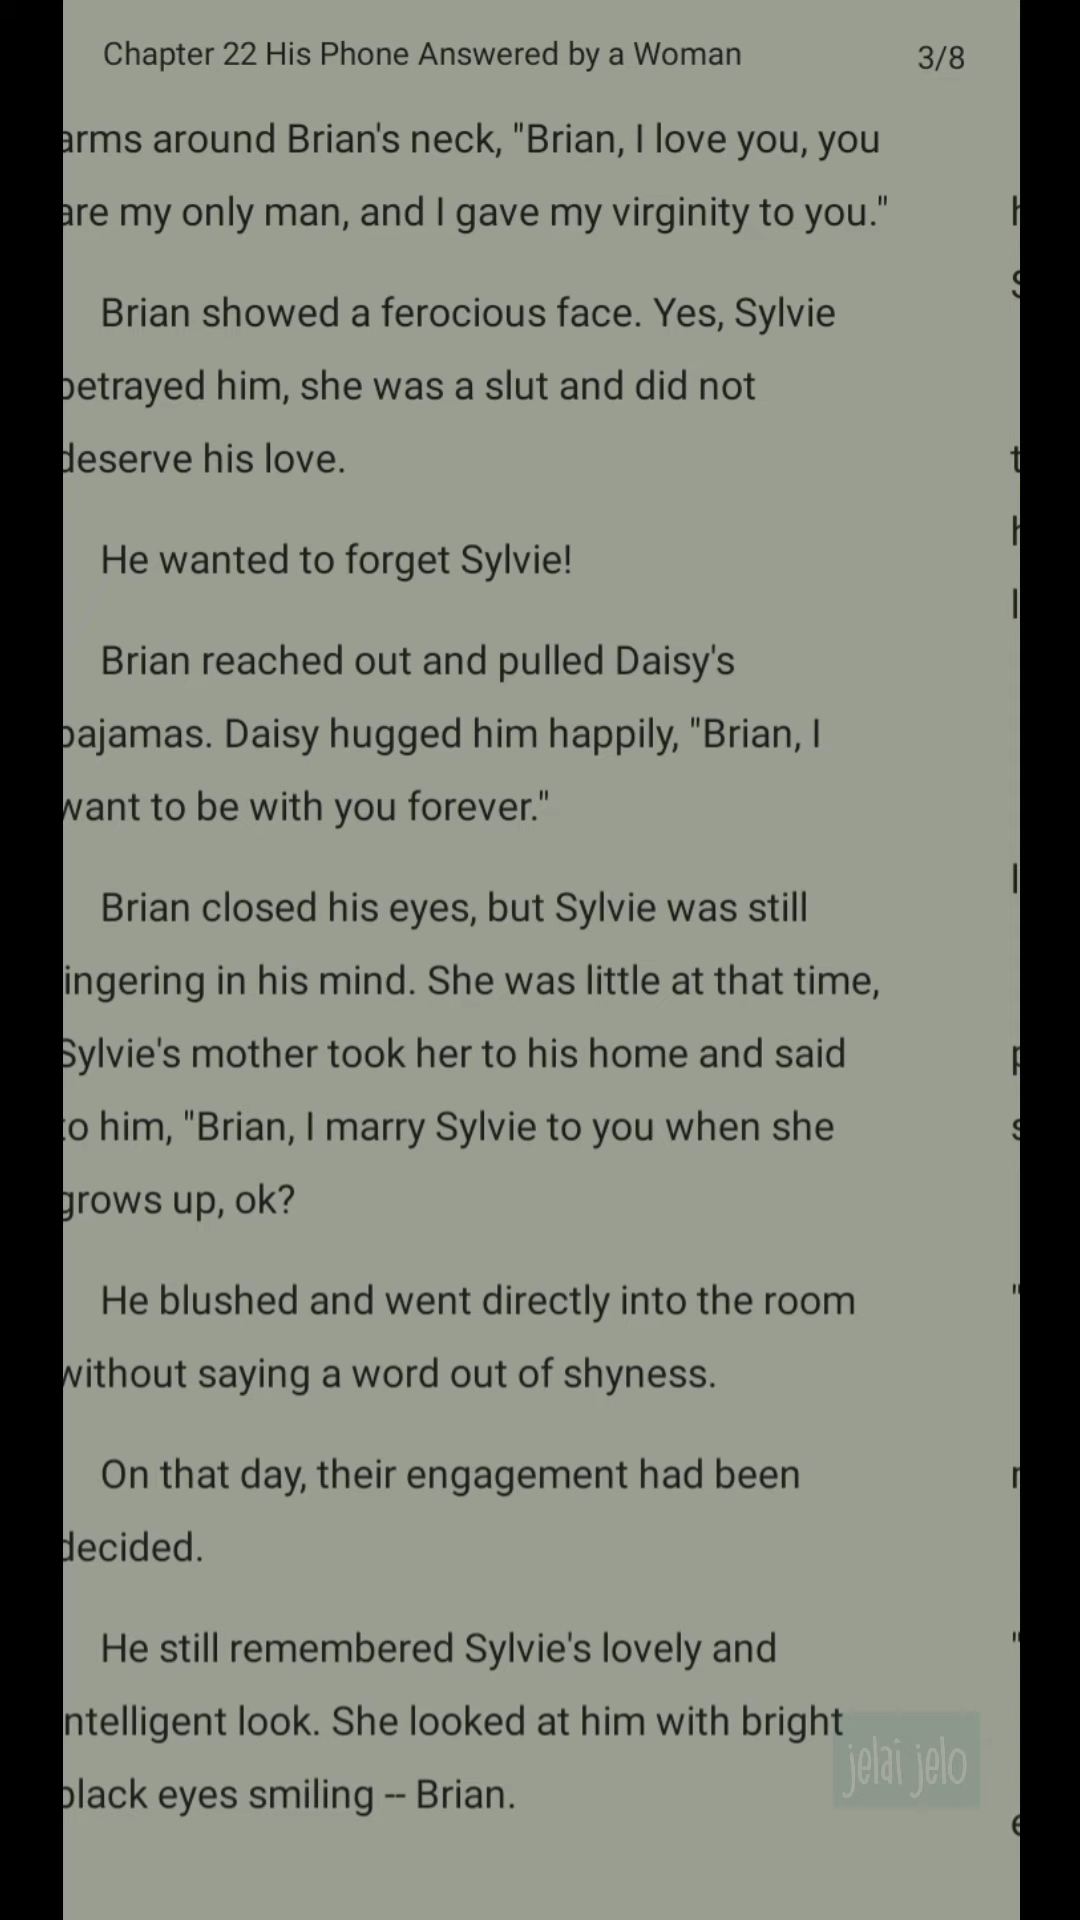 Chapter 22 His Phone Answered by a Woman 3/8
arms around Brian's neck, "Brian, I love you, you
are my only man, and I gave my virginity to you."
Brian showed a ferocious face. Yes, Sylvie
betrayed him, she was a slut and did not
deserve his love.
He wanted to forget Sylvie!
Brian reached out and pulled Daisy's
pajamas. Daisy hugged him happily, "Brian, I
want to be with you forever."
Brian closed his eyes, but Sylvie was still
lingering in his mind. She was little at that time,
Sylvie's mother took her to his home and said
to him, "Brian, I marry Sylvie to you when she
grows up, ok?
He blushed and went directly into the room
without saying a word out of shyness.
On that day, their engagement had been
decided.
He still remembered Sylvie's lovely and
intelligent look. She looked at him with bright
black eyes smiling -- Brian.
jelai jelo